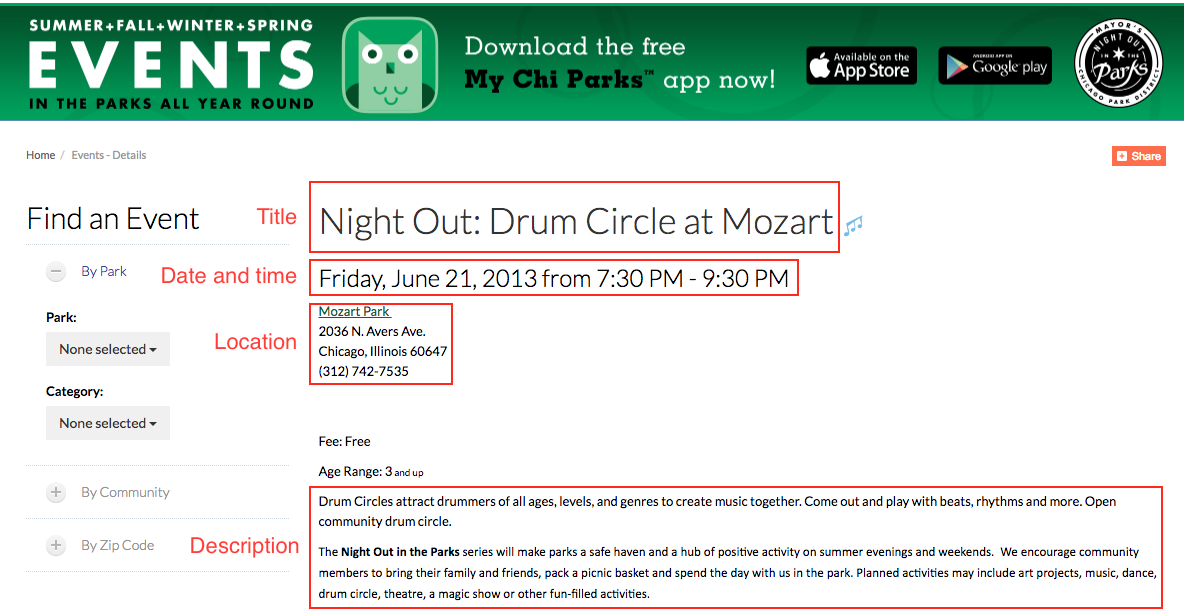 SUMMER+FALL+WINTER+SPRING
EVENTS
IN THE PARKS ALL YEAR ROUND
Download the free
My Chi Parks™ app now!
Available on the
App Store
ANDROID APP ON
Google play
MAYOR'S
NIGHT OUT
IN THE
Parks
CHICAGO PARK DISTRICT
Home / Events - Details
Share
Find an Event
Title
Night Out: Drum Circle at Mozart
By Park
Date and time
Friday, June 21, 2013 from 7:30 PM - 9:30 PM
Location
Mozart Park
2036 N. Avers Ave.
Chicago, Illinois 60647
(312) 742-7535
Park:
None selected
Category:
None selected
Fee: Free
Age Range: 3 and up
By Community
By Zip Code
Description
Drum Circles attract drummers of all ages, levels, and genres to create music together. Come out and play with beats, rhythms and more. Open
community drum circle.
The Night Out in the Parks series will make parks a safe haven and a hub of positive activity on summer evenings and weekends.  We encourage community
members to bring their family and friends, pack a picnic basket and spend the day with us in the park. Planned activities may include art projects, music, dance,
drum circle, theatre, a magic show or other fun-filled activities.